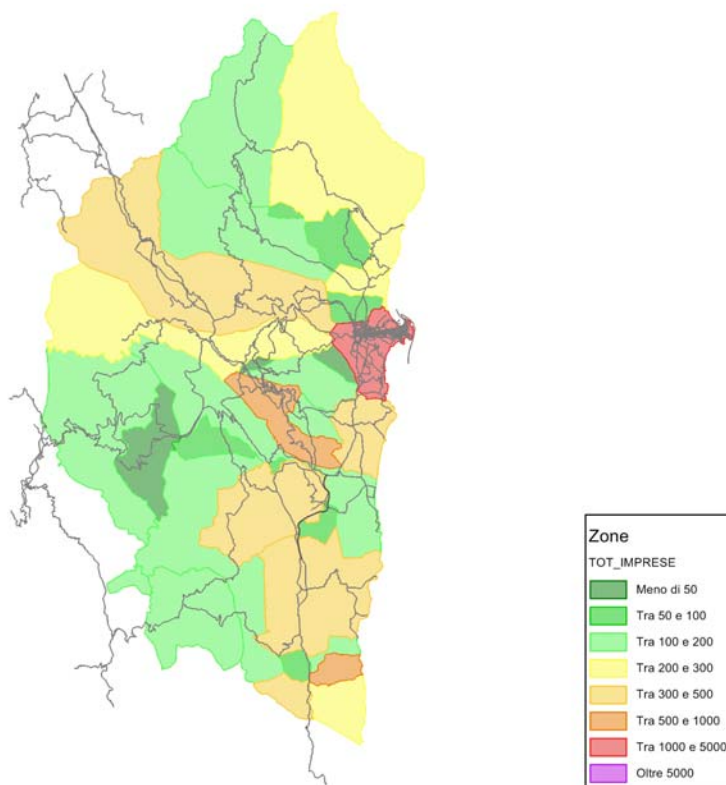 Zone
TOT_IMPRESE
Meno di 50
Tra 50 e 100
Tra 100 e 200
Tra 200 e 300
Tra 300 e 500
Tra 500 e 1000
Tra 1000 e 5000
Oltre 5000